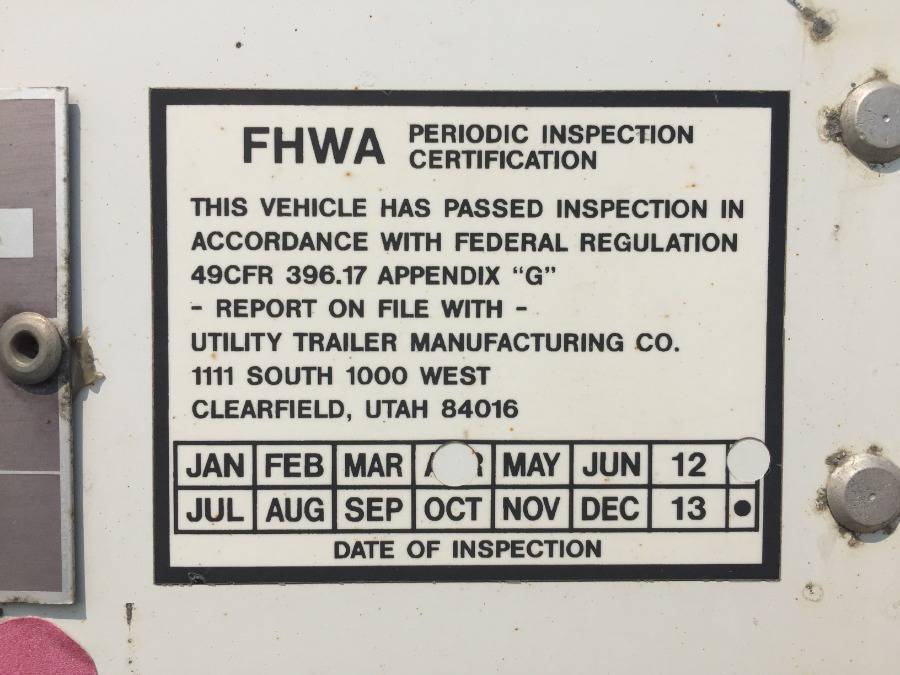 FHWA PERIODIC INSPECTION
CERTIFICATION
THIS VEHICLE HAS PASSED INSPECTION IN
ACCORDANCE WITH FEDERAL REGULATION
49CFR 396.17 APPENDIX “G”
- REPORT ON FILE WITH -
UTILITY TRAILER MANUFACTURING CO.
1111 SOUTH 1000 WEST
CLEARFIELD, UTAH 84016
JAN FEB MAR MAY JUN 12
JUL AUG SEP OCT NOV DEC 13 •
DATE OF INSPECTION